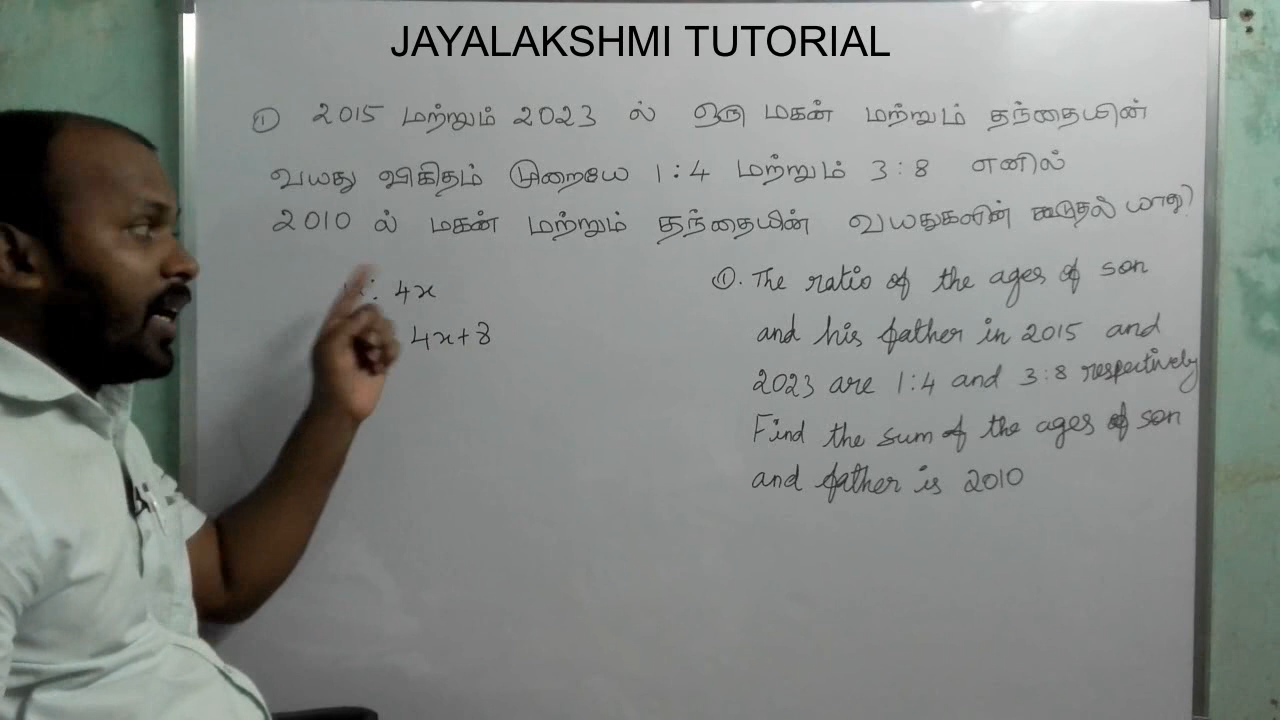 JAYALAKSHMI TUTORIAL
① 2015 மற்றும் 2023 ல் ஒரு மகன் மற்றும் தந்தையின்
வயது விகிதம் முறையே 1:4 மற்றும் 3:8 எனில்
2010 ல் மகன் மற்றும் தந்தையின் வயதுகளின் கூடுதல் யாது?
: 4x
4x+8
①. The ratio of the ages of son
and his father in 2015 and
2023 are 1:4 and 3:8 respectively
Find the sum of the ages of son
and father is 2010